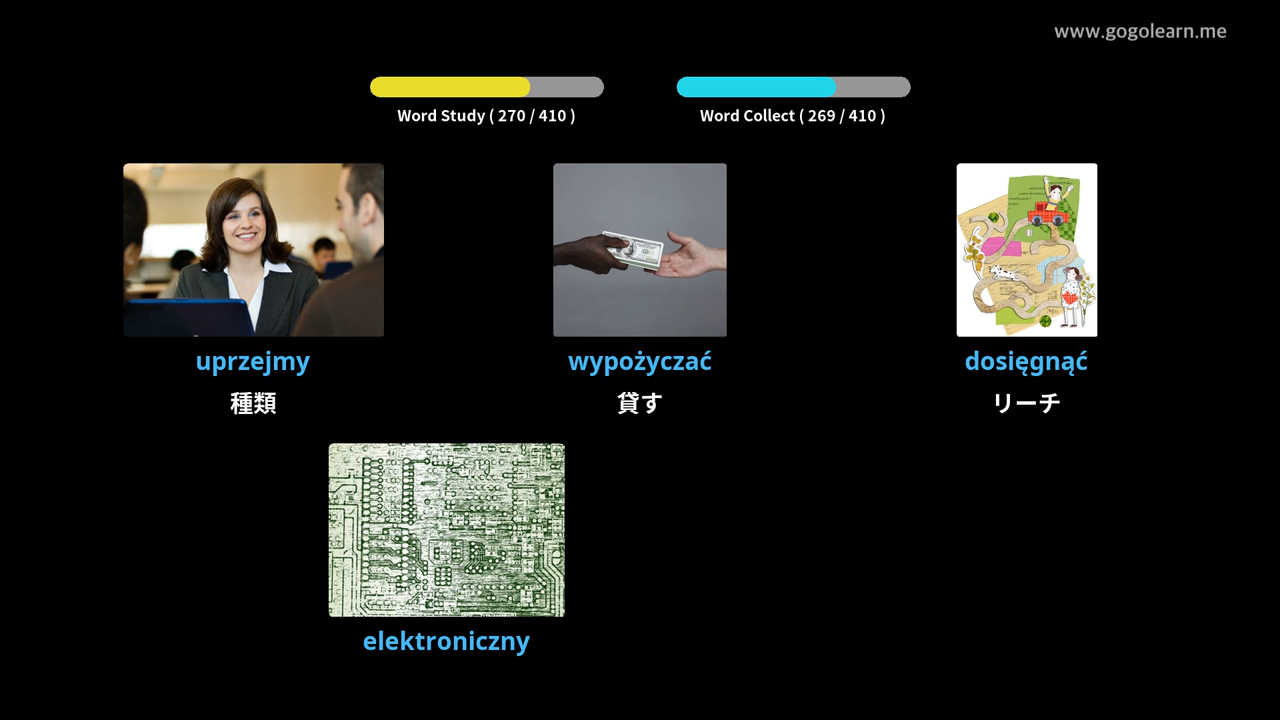 www.gogolearn.me
Word Study ( 270 / 410 )
Word Collect ( 269 / 410 )
uprzejmy
種類
wypożyczać
貸す
dosięgnąć
リーチ
elektroniczny